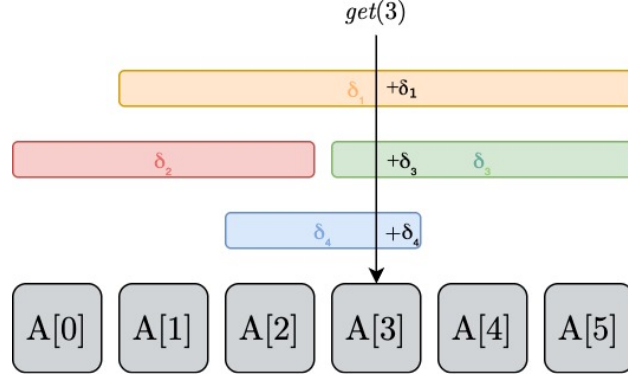 get(3)
δ₁ +δ₁
δ₂ +δ₃ δ₃
δ₄ +δ₄
A[0] A[1] A[2] A[3] A[4] A[5]